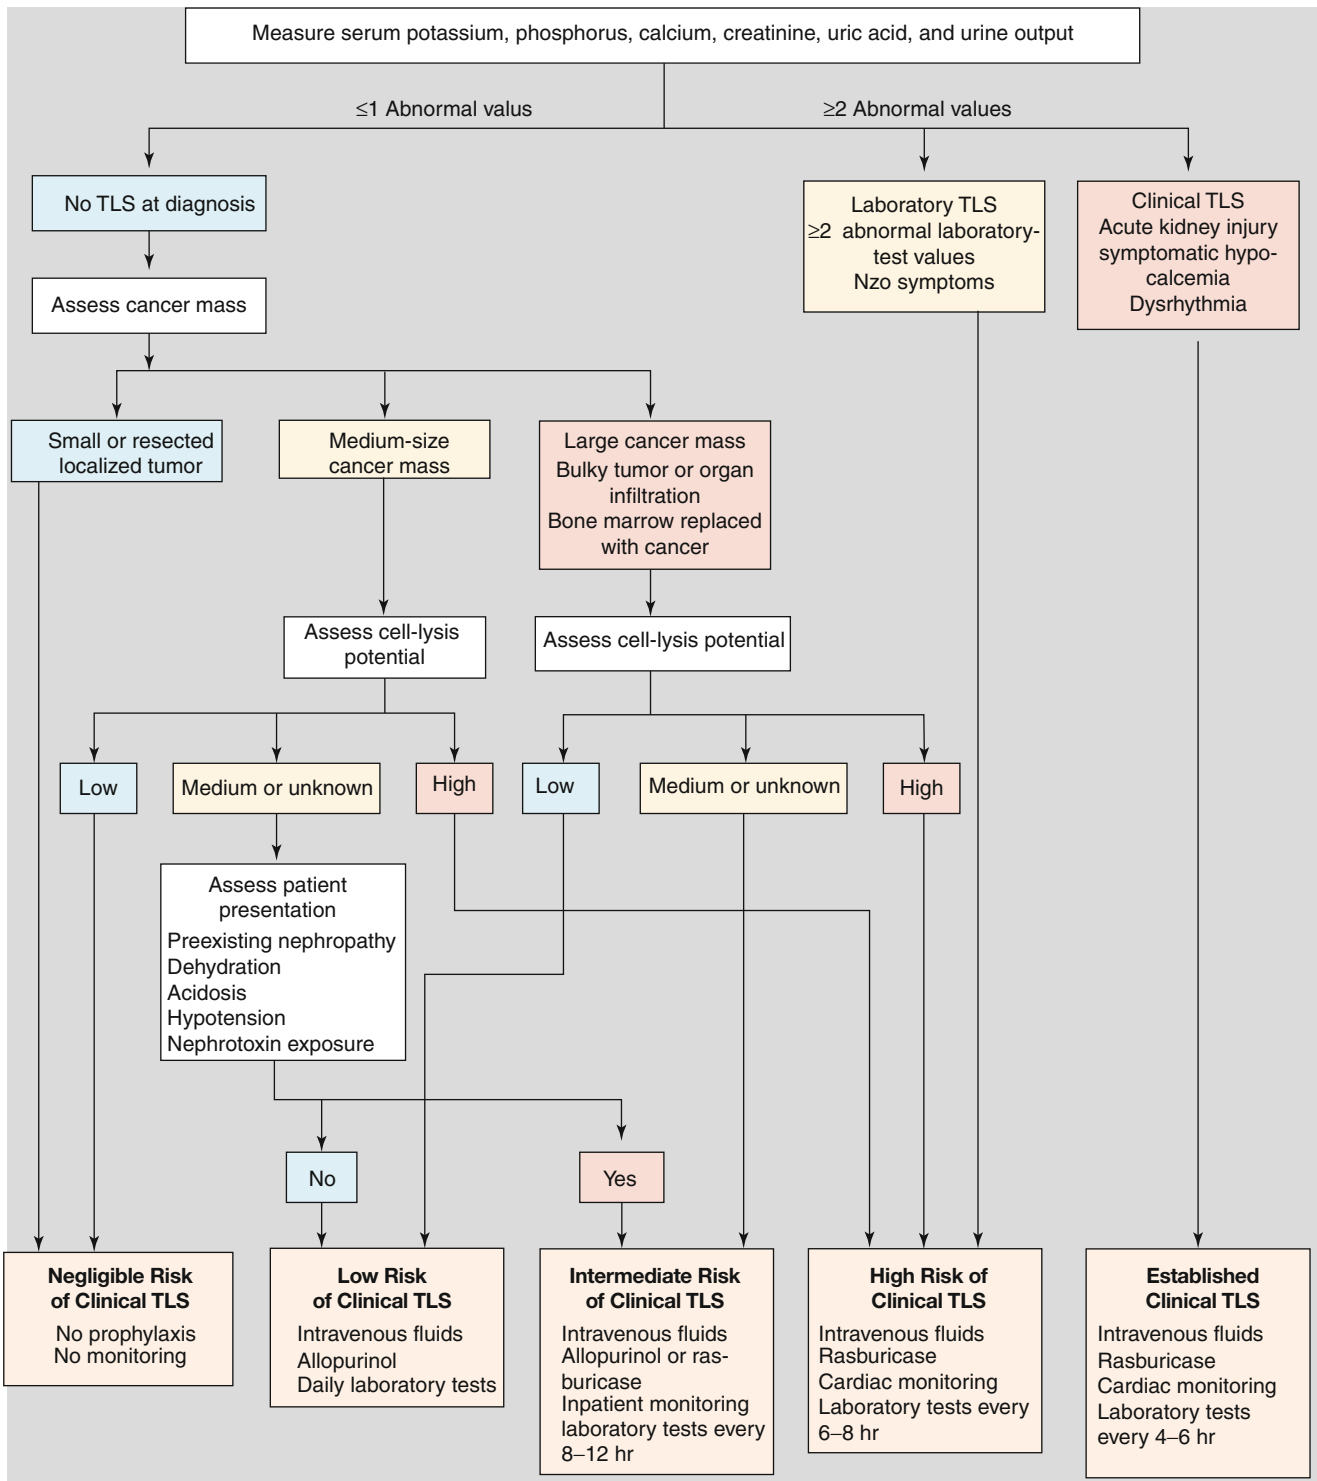 Measure serum potassium, phosphorus, calcium, creatinine, uric acid, and urine output
≤1 Abnormal valus
≥2 Abnormal values
No TLS at diagnosis
Laboratory TLS
≥2 abnormal laboratory-
test values
Nzo symptoms
Clinical TLS
Acute kidney injury
symptomatic hypo-
calcemia
Dysrhythmia
Assess cancer mass
Small or resected
localized tumor
Medium-size
cancer mass
Large cancer mass
Bulky tumor or organ
infiltration
Bone marrow replaced
with cancer
Assess cell-lysis
potential
Assess cell-lysis potential
Low
Medium or unknown
High
Low
Medium or unknown
High
Assess patient
presentation
Preexisting nephropathy
Dehydration
Acidosis
Hypotension
Nephrotoxin exposure
No
Yes
Negligible Risk
of Clinical TLS
No prophylaxis
No monitoring
Low Risk
of Clinical TLS
Intravenous fluids
Allopurinol
Daily laboratory tests
Intermediate Risk
of Clinical TLS
Intravenous fluids
Allopurinol or ras-
buricase
Inpatient monitoring
laboratory tests every
8–12 hr
High Risk of
Clinical TLS
Intravenous fluids
Rasburicase
Cardiac monitoring
Laboratory tests every
6–8 hr
Established
Clinical TLS
Intravenous fluids
Rasburicase
Cardiac monitoring
Laboratory tests
every 4–6 hr